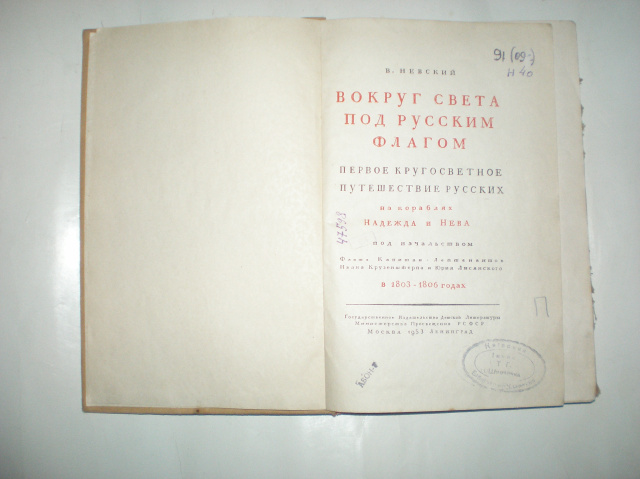 91(09)
Н 40
В. НЕВСКИЙ
ВОКРУГ СВЕТА
ПОД РУССКИМ
ФЛАГОМ
ПЕРВОЕ КРУГОСВЕТНОЕ
ПУТЕШЕСТВИЕ РУССКИХ
на кораблях
НАДЕЖДА и НЕВА
под начальством
Флота Капитан-Лейтенантов
Ивана Крузенштерна и Юрия Лисянского
в 1803-1806 годах
Государственное Издательство Детской Литературы
Министерства Просвещения РСФСР
Москва 1953 Ленинград
П